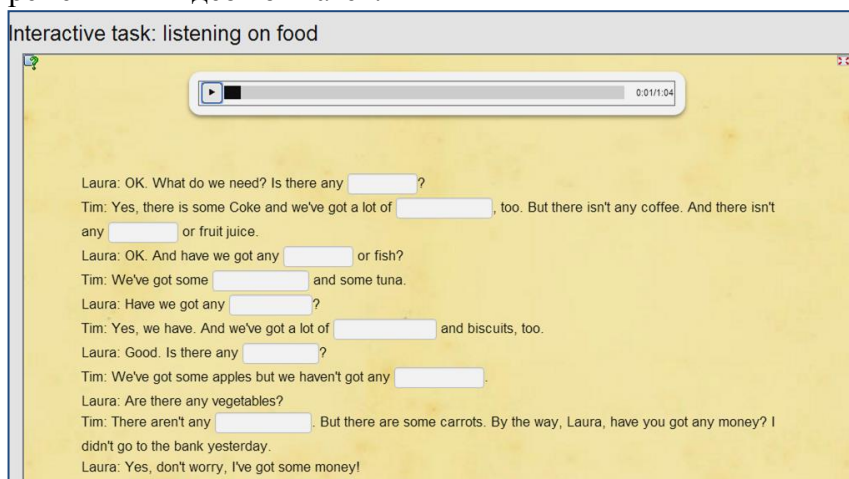 Interactive task: listening on food
0:01/1:04
Laura: OK. What do we need? Is there any ?
Tim: Yes, there is some Coke and we've got a lot of , too. But there isn't any coffee. And there isn't
any or fruit juice.
Laura: OK. And have we got any or fish?
Tim: We've got some and some tuna.
Laura: Have we got any ?
Tim: Yes, we have. And we've got a lot of and biscuits, too.
Laura: Good. Is there any ?
Tim: We've got some apples but we haven't got any .
Laura: Are there any vegetables?
Tim: There aren't any . But there are some carrots. By the way, Laura, have you got any money? I
didn't go to the bank yesterday.
Laura: Yes, don't worry, I've got some money!